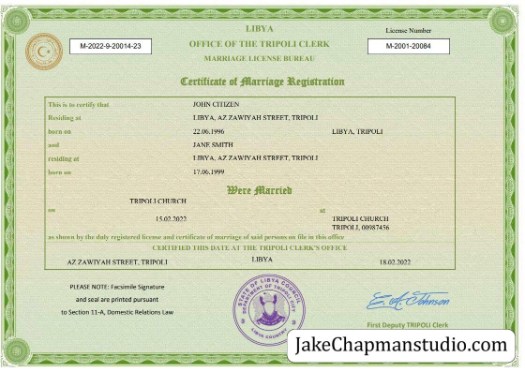 LIBYA
License Number
M-2022-9-20014-23
OFFICE OF THE TRIPOLI CLERK
M-2001-20084
MARRIAGE LICENSE BUREAU
Certificate of Marriage Registration
This is to certify that JOHN CITIZEN
Residing at LIBYA, AZ ZAWIYAH STREET, TRIPOLI
born on 22.06.1996 LIBYA, TRIPOLI
and JANE SMITH
residing at LIBYA, AZ ZAWIYAH STREET, TRIPOLI
born on 17.06.1999
Were Married
TRIPOLI CHURCH
on at
15.02.2022 TRIPOLI CHURCH
TRIPOLI, 00987456
as shown by the duly registered license and certificate of marriage of said persons on file in this office
CERTIFIED THIS DATE AT THE TRIPOLI CLERK'S OFFICE
AZ ZAWIYAH STREET, TRIPOLI LIBYA 18.02.2022
PLEASE NOTE: Facsimile Signature
and seal are printed pursuant
to Section 11-A, Domestic Relations Law
STATE OF LIBYA COUNCIL
LIBYA COUNTRY
E. A. Johnson
First Deputy TRIPOLI Clerk
JakeChapmanstudio.com